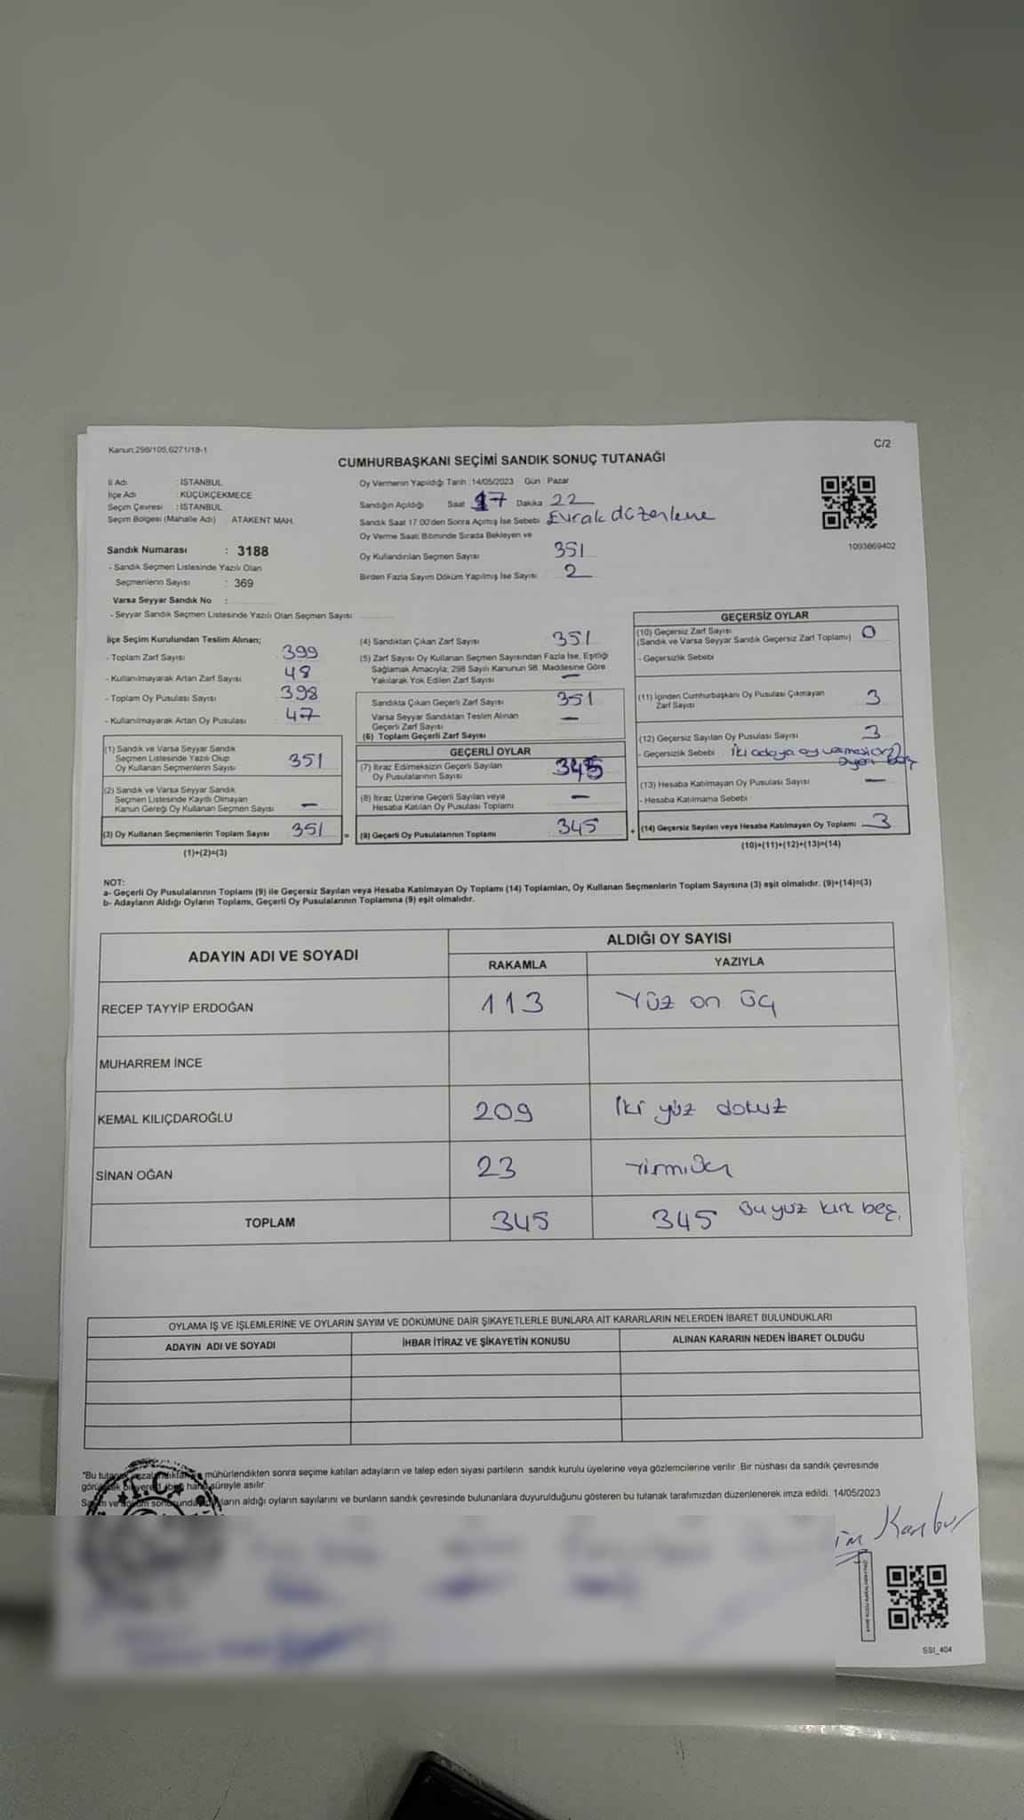 Kanun:298/105,6271/18-1
C/2
CUMHURBAŞKANI SEÇİMİ SANDIK SONUÇ TUTANAĞI
İl Adı : İSTANBUL
İlçe Adı : KÜÇÜKÇEKMECE
Seçim Çevresi : İSTANBUL
Seçim Bölgesi (Mahalle Adı) ATAKENT MAH.
Sandık Numarası : 3188
- Sandık Seçmen Listesinde Yazılı Olan
Seçmenlerin Sayısı : 369
Varsa Seyyar Sandık No :
- Seyyar Sandık Seçmen Listesinde Yazılı Olan Seçmen Sayısı
Oy Vermenin Yapıldığı Tarih :14/05/2023 Gün : Pazar
Sandığın Açıldığı Saat 17 Dakika 22
Sandık Saat 17.00'den Sonra Açılmış İse Sebebi Evrak düzenleme
Oy Verme Saati Bitiminde Sırada Bekleyen ve
Oy Kullandırılan Seçmen Sayısı 351
Birden Fazla Sayım Döküm Yapılmış İse Sayısı 2
1093869402
İlçe Seçim Kurulundan Teslim Alınan;
- Toplam Zarf Sayısı 399
- Kullanılmayarak Artan Zarf Sayısı 48
- Toplam Oy Pusulası Sayısı 398
- Kullanılmayarak Artan Oy Pusulası 47
(1) Sandık ve Varsa Seyyar Sandık
Seçmen Listesinde Yazılı Olup
Oy Kullanan Seçmenlerin Sayısı 351
(2) Sandık ve Varsa Seyyar Sandık
Seçmen Listesinde Kayıtlı Olmayan
Kanun Gereği Oy Kullanan Seçmen Sayısı –
(3) Oy Kullanan Seçmenlerin Toplam Sayısı 351 =
(1)+(2)=(3)
(4) Sandıktan Çıkan Zarf Sayısı 351
(5) Zarf Sayısı Oy Kullanan Seçmen Sayısından Fazla İse, Eşitliği
Sağlamak Amacıyla, 298 Sayılı Kanunun 98. Maddesine Göre
Yakılarak Yok Edilen Zarf Sayısı –
Sandıkta Çıkan Geçerli Zarf Sayısı 351
Varsa Seyyar Sandıktan Teslim Alınan
Geçerli Zarf Sayısı –
(6) Toplam Geçerli Zarf Sayısı
GEÇERLİ OYLAR
(7) İtiraz Edilmeksizin Geçerli Sayılan
Oy Pusulalarının Sayısı 345
(8) İtiraz Üzerine Geçerli Sayılan veya
Hesaba Katılan Oy Pusulası Toplamı –
(9) Geçerli Oy Pusulalarının Toplamı 345 +
GEÇERSİZ OYLAR
(10) Geçersiz Zarf Sayısı
(Sandık ve Varsa Seyyar Sandık Geçersiz Zarf Toplamı) 0
- Geçersizlik Sebebi
(11) İçinden Cumhurbaşkanı Oy Pusulası Çıkmayan
Zarf Sayısı 3
(12) Geçersiz Sayılan Oy Pusulası Sayısı 3
- Geçersizlik Sebebi İki adaya oy
(13) Hesaba Katılmayan Oy Pusulası Sayısı –
- Hesaba Katılmama Sebebi
(14) Geçersiz Sayılan veya Hesaba Katılmayan Oy Toplamı 3
(10)+(11)+(12)+(13)=(14)
NOT:
a- Geçerli Oy Pusulalarının Toplamı (9) ile Geçersiz Sayılan veya Hesaba Katılmayan Oy Toplamı (14) Toplamları, Oy Kullanan Seçmenlerin Toplam Sayısına (3) eşit olmalıdır. (9)+(14)=(3)
b- Adayların Aldığı Oyların Toplamı, Geçerli Oy Pusulalarının Toplamına (9) eşit olmalıdır.
ADAYIN ADI VE SOYADI
ALDIĞI OY SAYISI
RAKAMLA YAZIYLA
RECEP TAYYİP ERDOĞAN 113 Yüz on üç
MUHARREM İNCE
KEMAL KILIÇDAROĞLU 209 İki yüz dokuz
SİNAN OĞAN 23 Yirmi üç
TOPLAM 345 345 Üçyüz kırk beş
OYLAMA İŞ VE İŞLEMLERİNE VE OYLARIN SAYIM VE DÖKÜMÜNE DAİR ŞİKAYETLERLE BUNLARA AİT KARARLARIN NELERDEN İBARET BULUNDUKLARI
ADAYIN ADI VE SOYADI İHBAR İTİRAZ VE ŞİKAYETİN KONUSU ALINAN KARARIN NEDEN İBARET OLDUĞU
"Bu mühürlendikten sonra seçime katılan adayların ve talep eden siyasi partilerin sandık kurulu üyelerine veya gözlemcilerine verilir. Bir nüshası da sandık çevresinde
süreyle asılır.
aldığı oyların sayılarını ve bunların sandık çevresinde bulunanlara duyurulduğunu gösteren bu tutanak tarafımızdan düzenlenerek imza edildi. 14/05/2023
T.C.
SSI_404